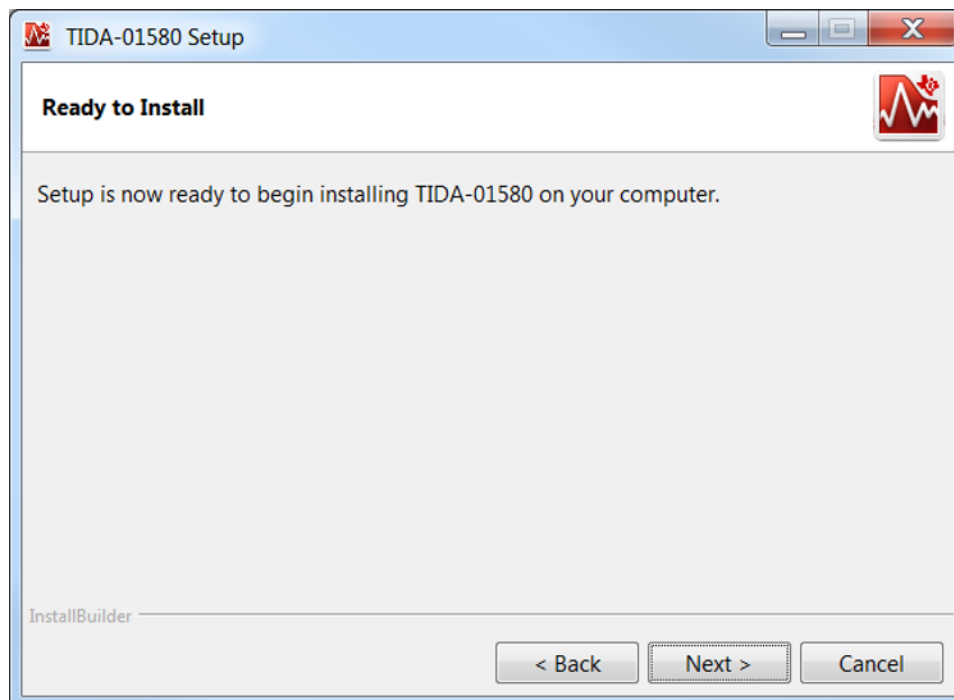 TIDA-01580 Setup
Ready to Install
Setup is now ready to begin installing TIDA-01580 on your computer.
InstallBuilder
< Back Next > Cancel